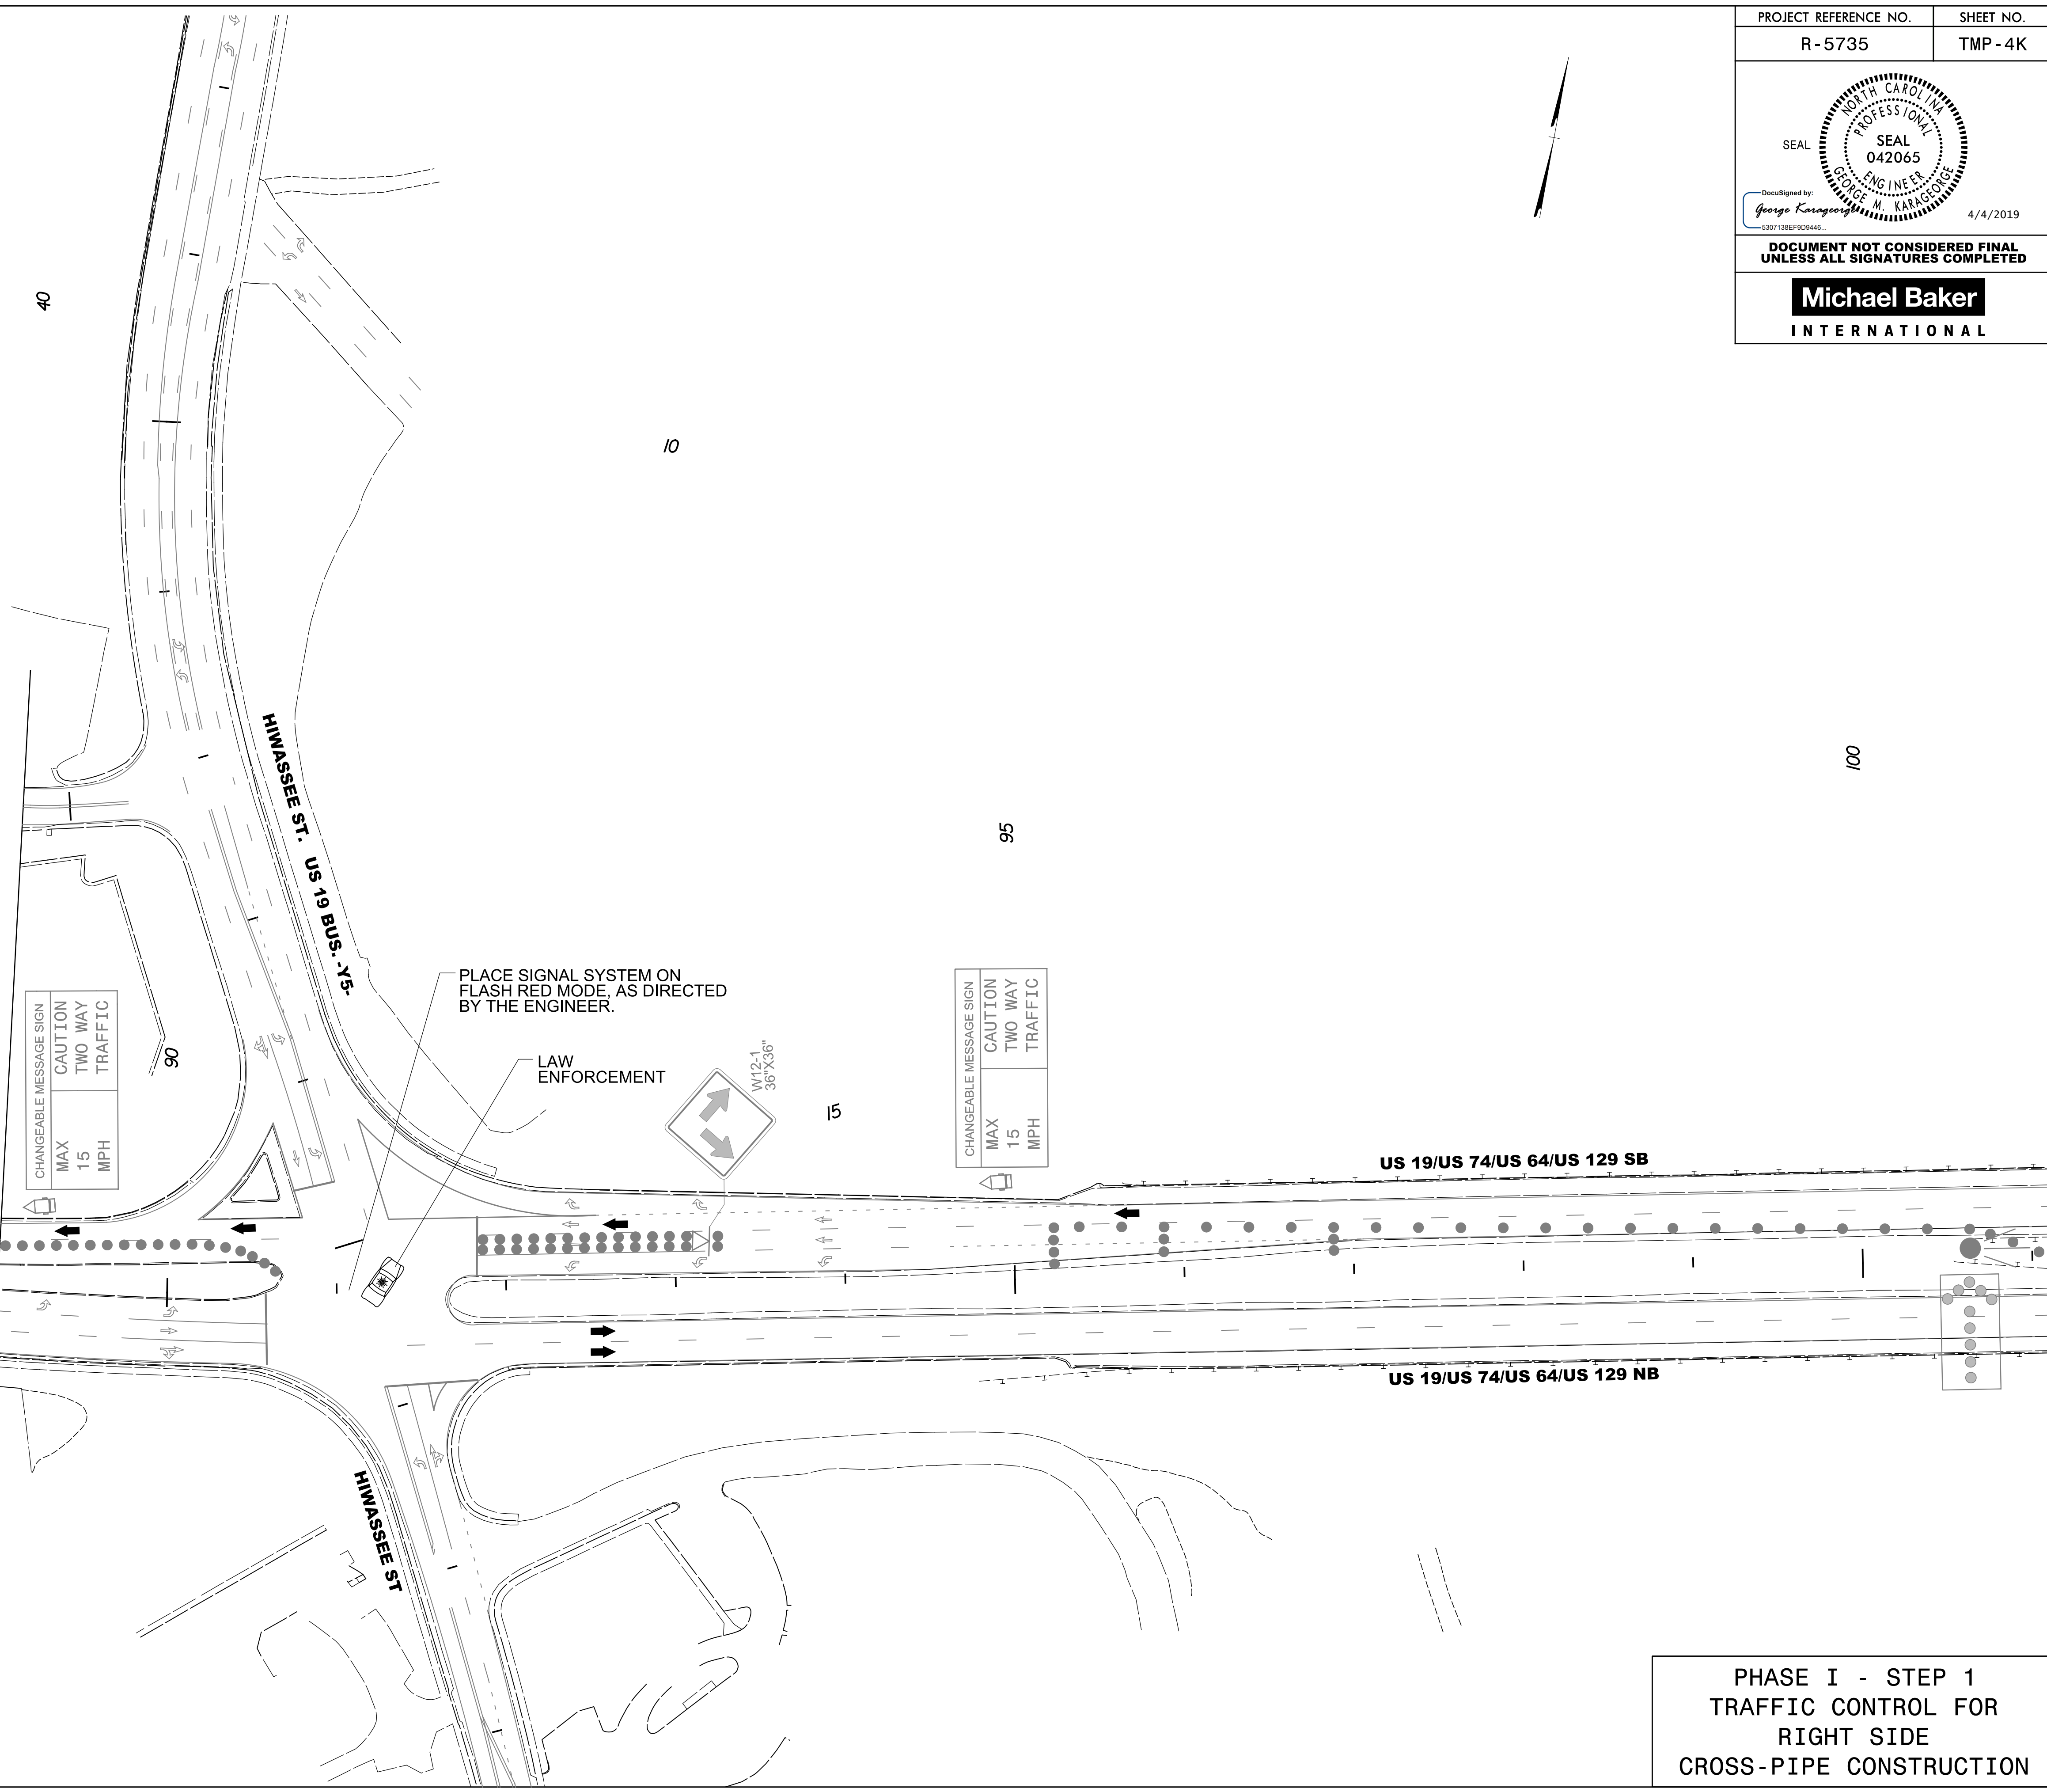 PROJECT REFERENCE NO.
SHEET NO.
R-5735
TMP-4K
NORTH CAROLINA
PROFESSIONAL
SEAL
SEAL
042065
ENGINEER
GEORGE M. KARAGEORGE
DocuSigned by:
George Karageorge
5307138EF9D9446...
4/4/2019
DOCUMENT NOT CONSIDERED FINAL
UNLESS ALL SIGNATURES COMPLETED
Michael Baker
INTERNATIONAL
40
10
100
95
HIWASSEE ST. US 19 BUS. -Y5-
PLACE SIGNAL SYSTEM ON
FLASH RED MODE, AS DIRECTED
BY THE ENGINEER.
LAW
ENFORCEMENT
90
CHANGEABLE MESSAGE SIGN
CAUTION
TWO WAY
TRAFFIC
MAX
15
MPH
W12-1
36"X36"
15
CHANGEABLE MESSAGE SIGN
CAUTION
TWO WAY
TRAFFIC
MAX
15
MPH
US 19/US 74/US 64/US 129 SB
US 19/US 74/US 64/US 129 NB
HIWASSEE ST
PHASE I - STEP 1
TRAFFIC CONTROL FOR
RIGHT SIDE
CROSS-PIPE CONSTRUCTION